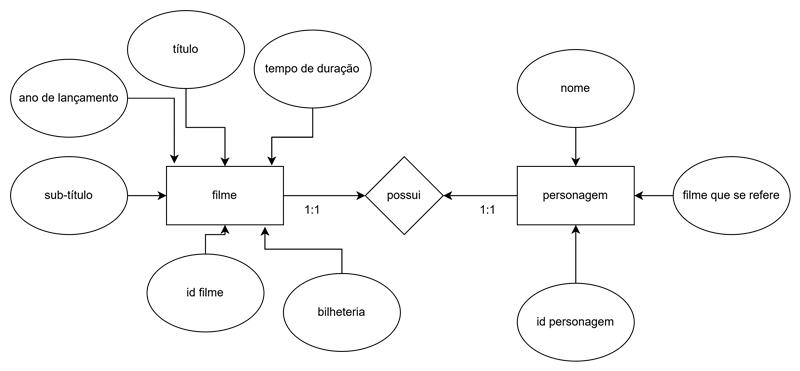 título
tempo de duração
ano de lançamento
nome
sub-título
filme
possui
personagem
filme que se refere
1:1
1:1
id filme
bilheteria
id personagem